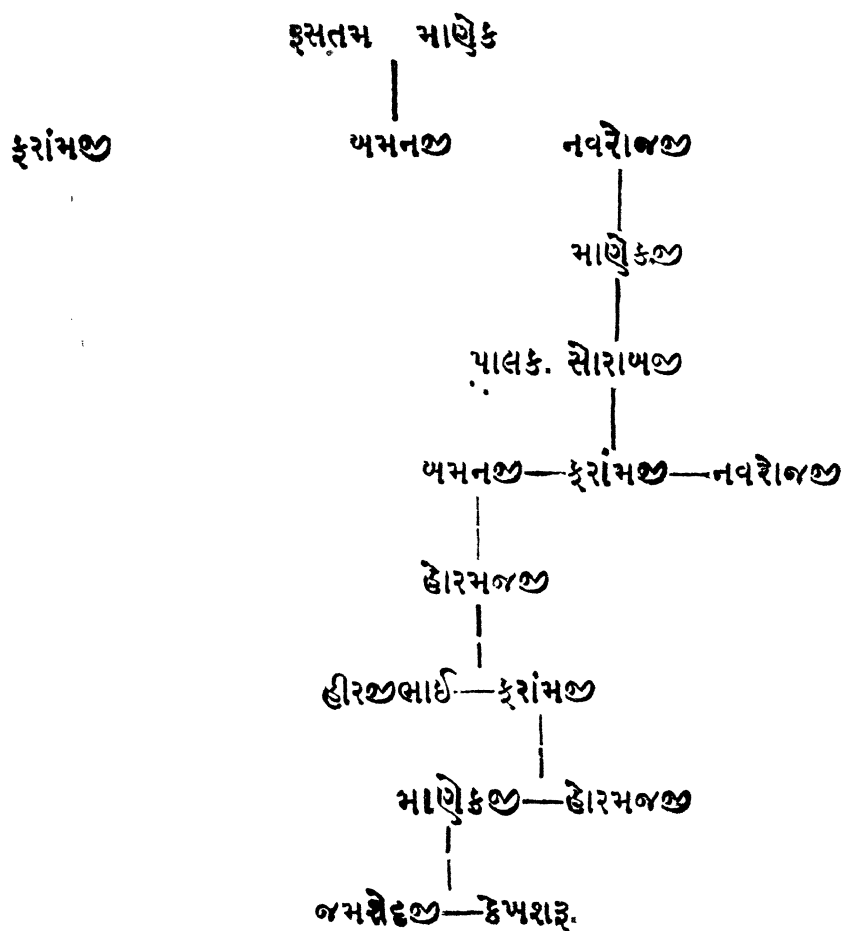 રૂસતમ માણેક
ફરાંમજી બમનજી નવરોજજી
માણેકજી
પાલક. સોરાબજી
બમનજી—ફરાંમજી—નવરોજજી
હોરમજજી
હીરજીભાઈ—ફરાંમજી
માણેકજી—હોરમજજી
જમશેદજી—કેખશરૂ.